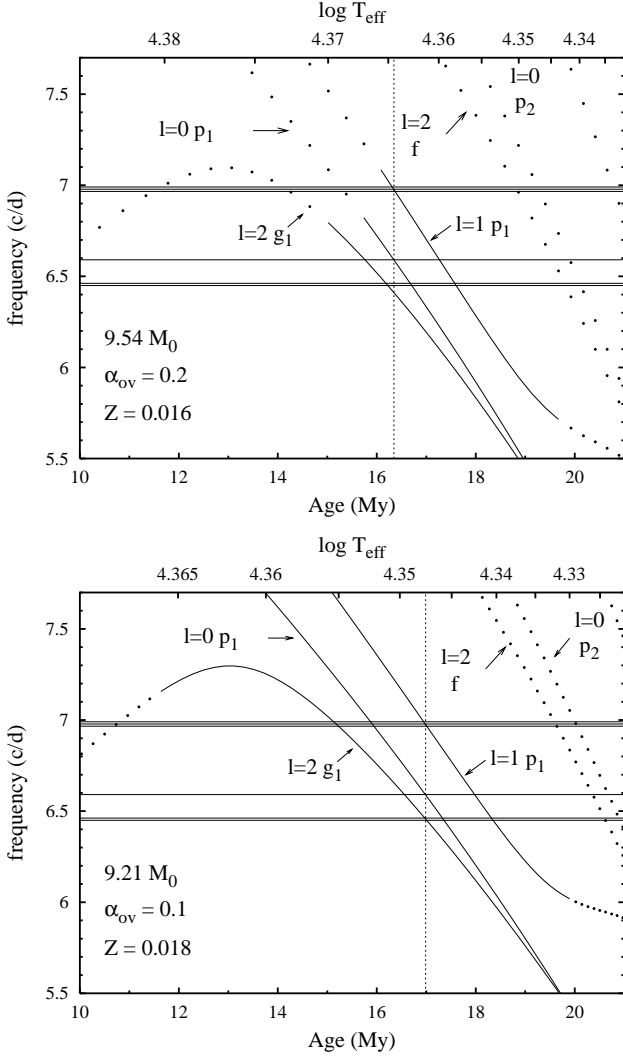 log T_eff
4.38 4.37 4.36 4.35 4.34
7.5
7
6.5
6
5.5
frequency (c/d)
l=0 p_1
l=2 g_1
l=2
f
l=0
p_2
l=1 p_1
9.54 M_0
α_ov = 0.2
Z = 0.016
10 12 14 16 18 20
Age (My)
log T_eff
4.365 4.36 4.35 4.34 4.33
7.5
7
6.5
6
5.5
frequency (c/d)
l=0 p_1
l=2 g_1
l=2
f
l=0
p_2
l=1 p_1
9.21 M_0
α_ov = 0.1
Z = 0.018
10 12 14 16 18 20
Age (My)